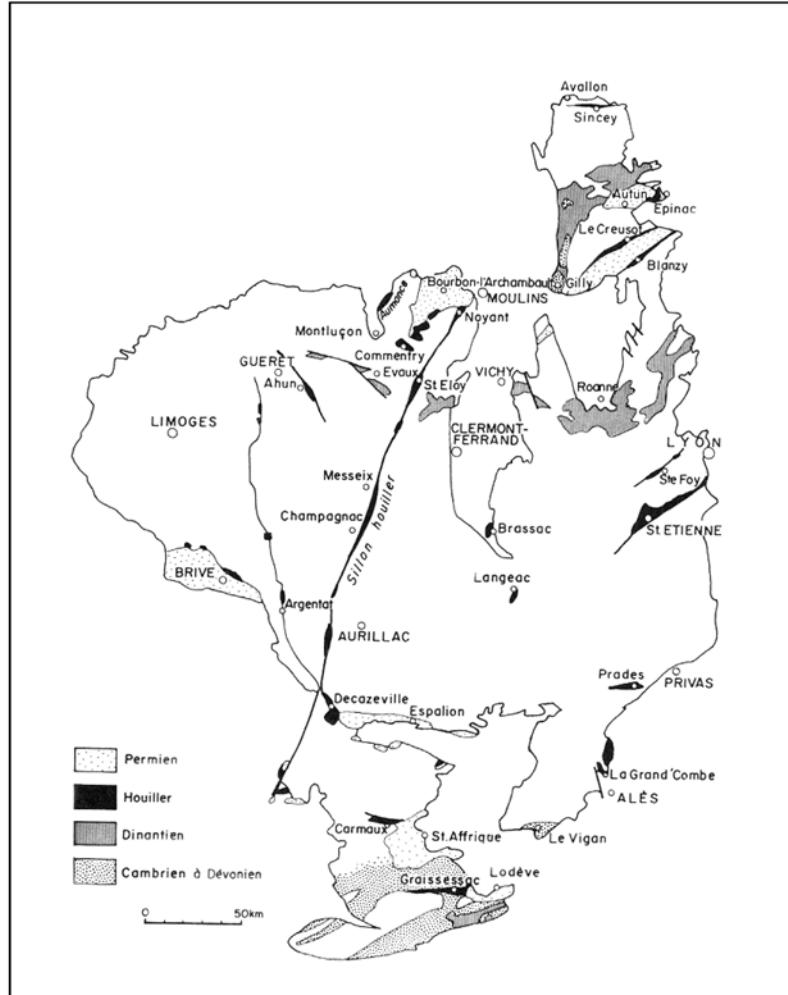 Avallon
Sincey
Autun
Epinac
Le Creusot
Blanzy
Aumance
Bourbon-l'Archambault
Gilly
MOULINS
Noyant
Montluçon
Commentry
GUERET
Evaux
Ahun
St Eloy
VICHY
Roanne
LIMOGES
CLERMONT-
FERRAND
LYON
Ste Foy
Messeix
Champagnac
Sillon houiller
St ETIENNE
Brassac
BRIVE
Langeac
Argentat
AURILLAC
Prades
PRIVAS
Decazeville
Espalion
Permien
La Grand'Combe
Houiller
ALÈS
Carmaux
St. Affrique
Le Vigan
Dinantien
Cambrien à Dévonien
Graissessac
Lodève
0 50km